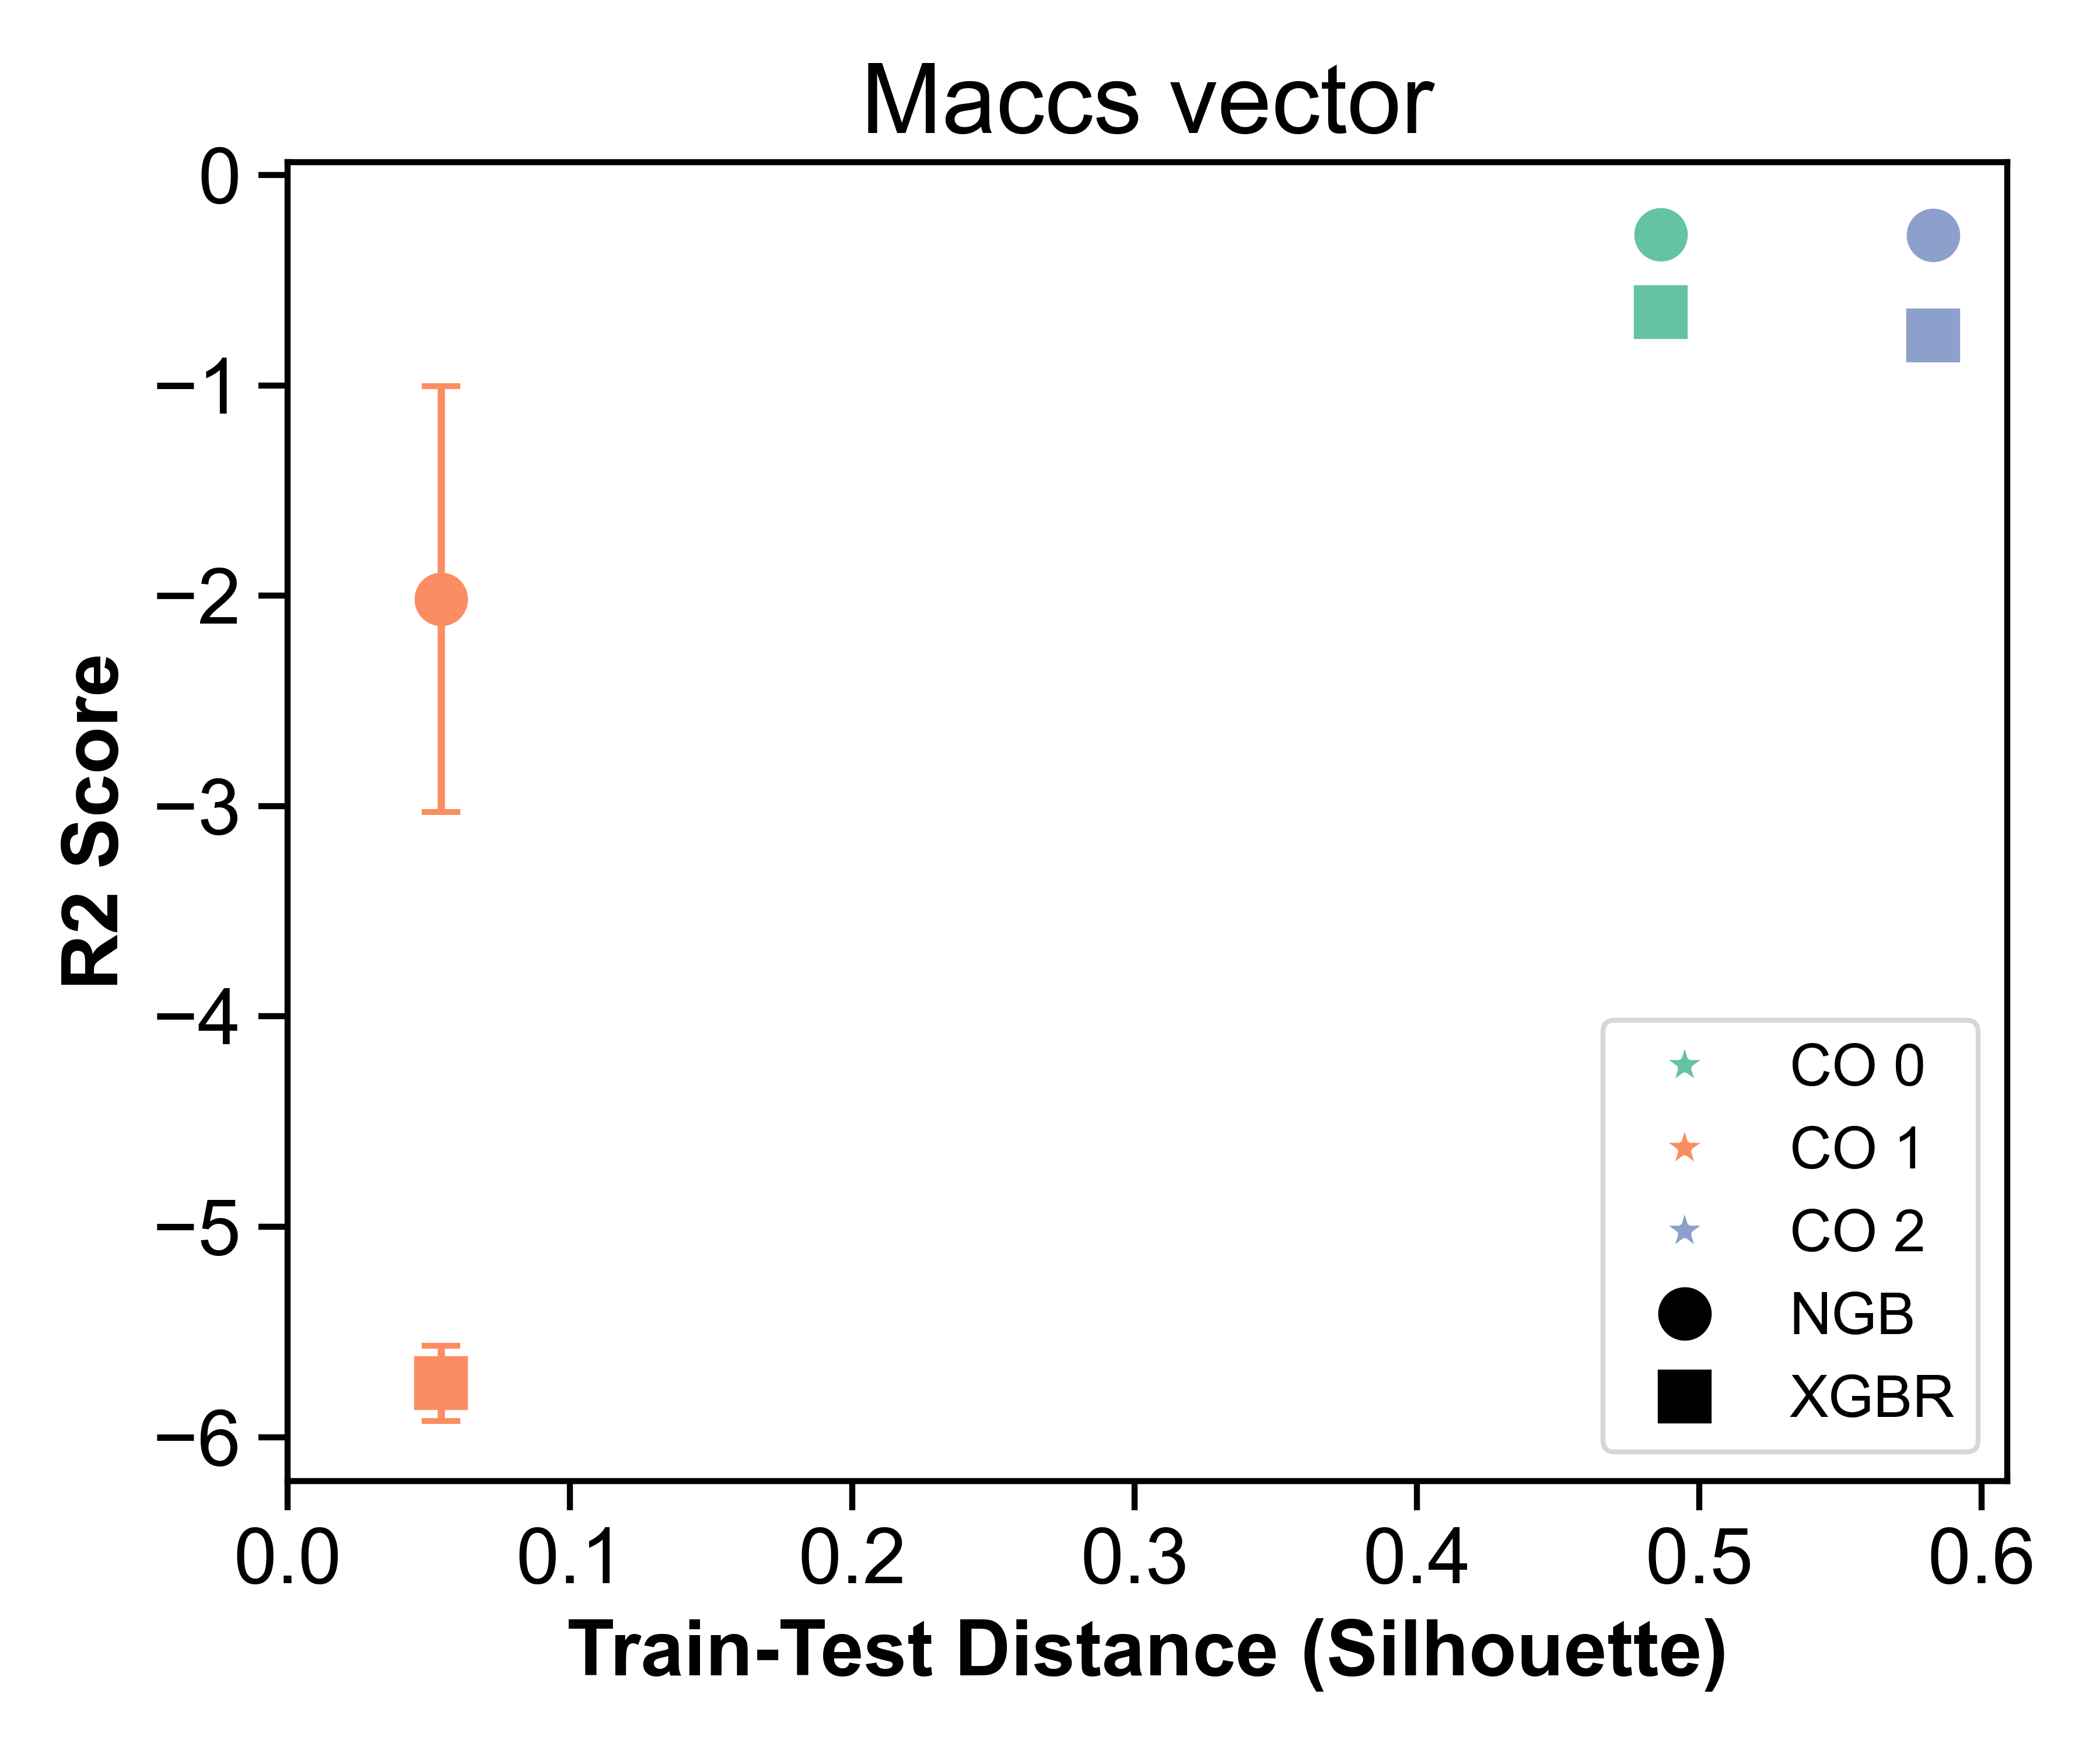 Maccs vector
0
−1
−2
−3
−4
−5
−6
R2 Score
CO 0
CO 1
CO 2
NGB
XGBR
0.0 0.1 0.2 0.3 0.4 0.5 0.6
Train-Test Distance (Silhouette)